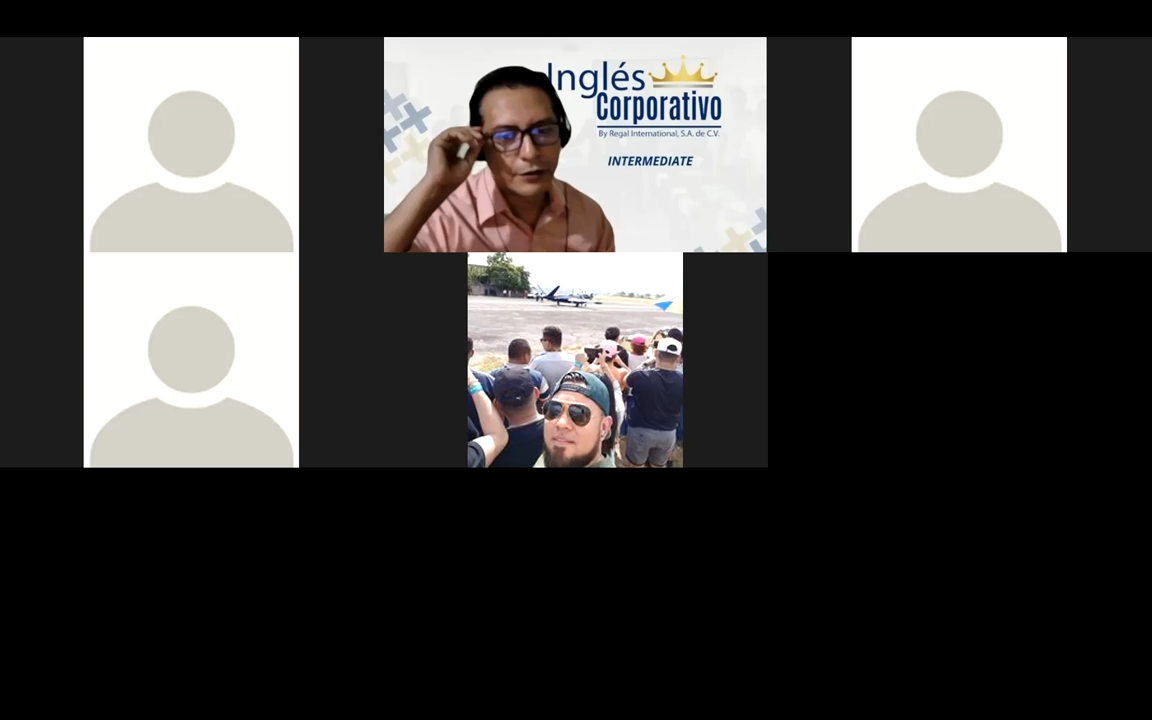 Inglés
Corporativo
By Regal International, S.A. de C.V.
INTERMEDIATE